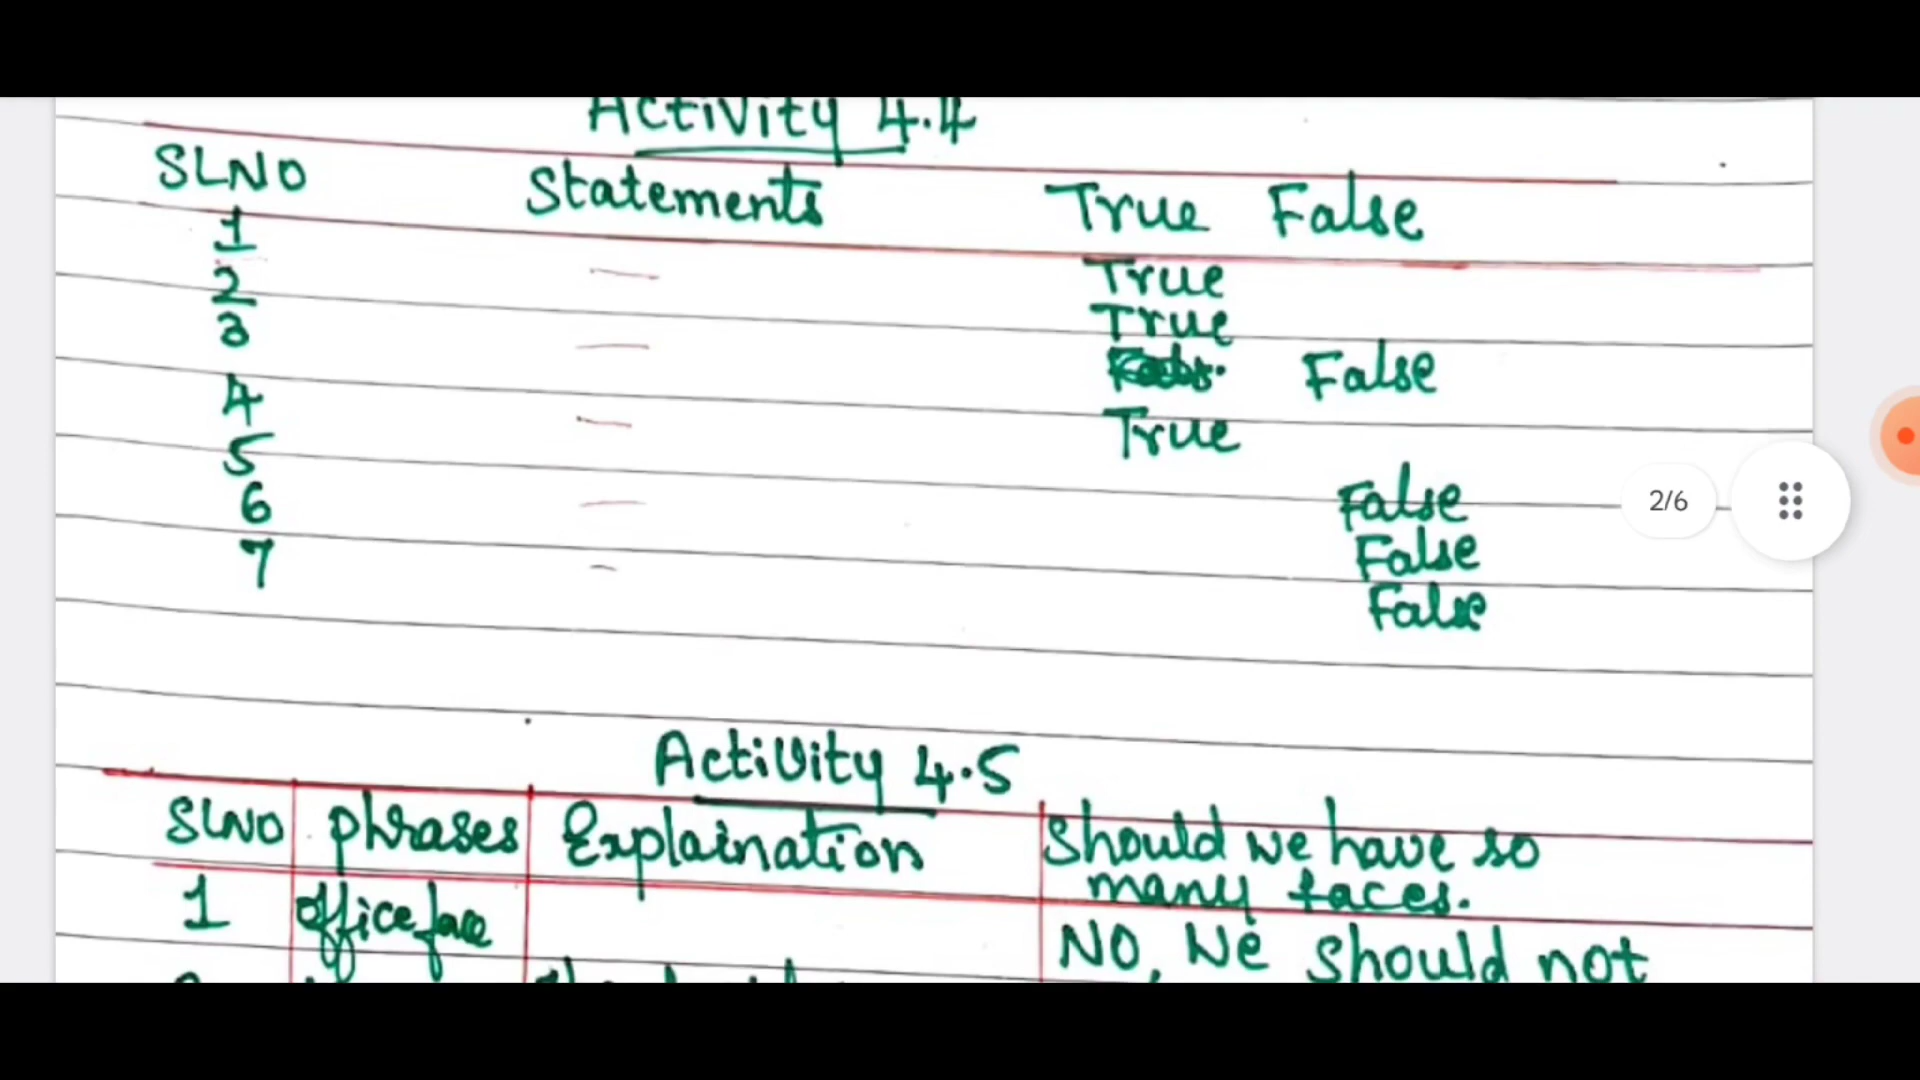 Activity 4.4
SLNO Statements True False
1 — True
2 True
3 — False
4 — True
5 False
6 — False
7 - False
2/6
Activity 4.5
SLNO phrases Explaination Should we have so
many faces.
1 office face
NO, We should not